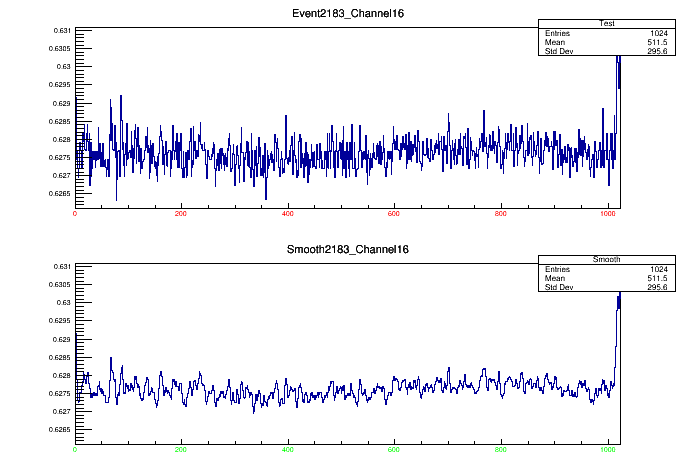 Event2183_Channel16
Test
Entries 1024
Mean 511.5
Std Dev 295.6
0.631
0.6305
0.63
0.6295
0.629
0.6285
0.628
0.6275
0.627
0.6265
0 200 400 600 800 1000
Smooth2183_Channel16
Smooth
Entries 1024
Mean 511.5
Std Dev 295.6
0.631
0.6305
0.63
0.6295
0.629
0.6285
0.628
0.6275
0.627
0.6265
0 200 400 600 800 1000